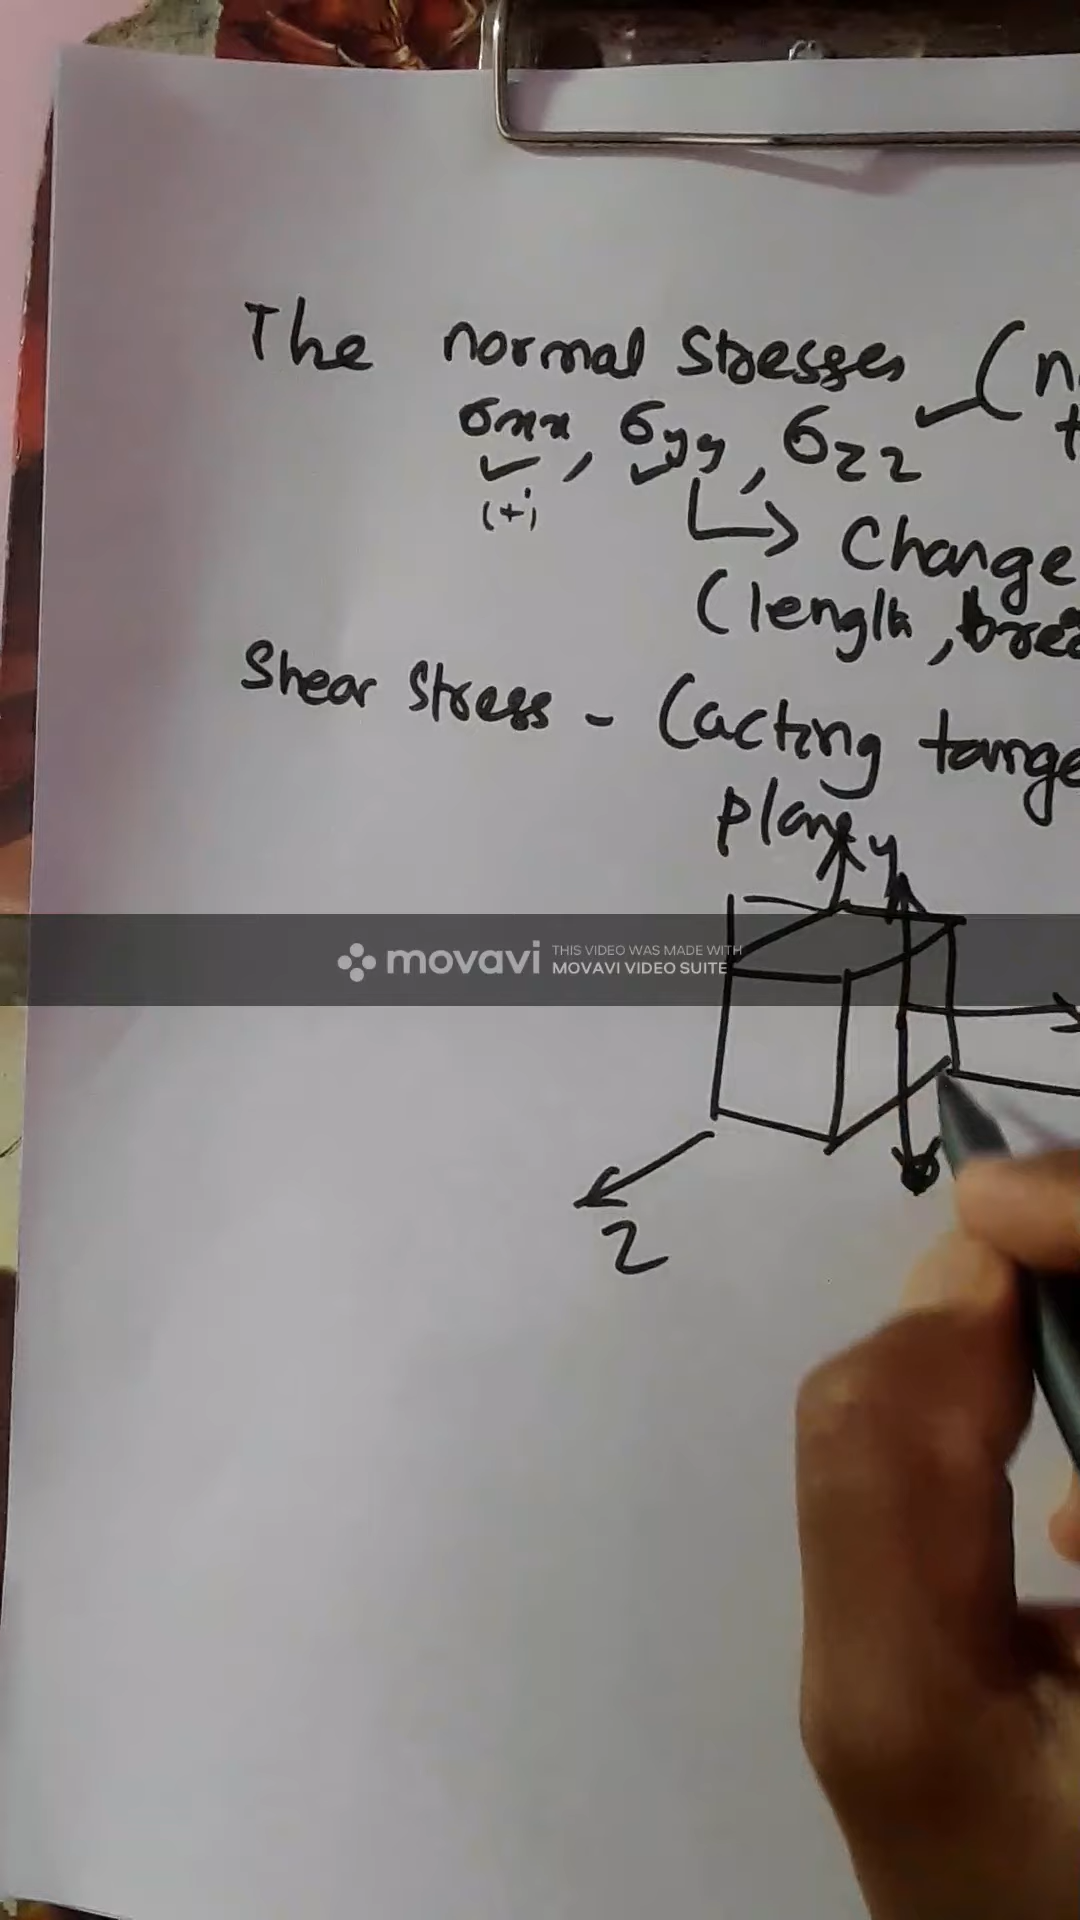 The normal stresses (n
σxx, σyy, σzz
(+)
Change
(length, brea
Shear Stress - (acting tange
plane
y
movavi THIS VIDEO WAS MADE WITH
MOVAVI VIDEO SUITE
z